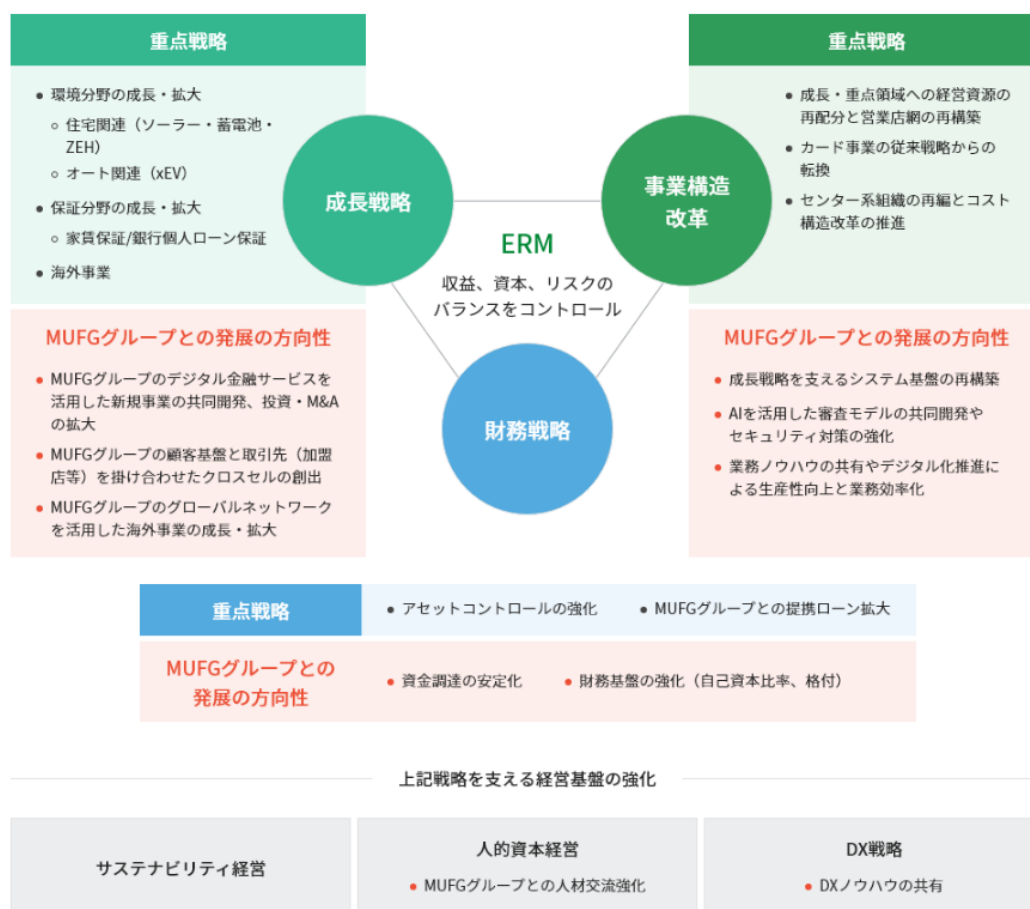 重点戦略
• 環境分野の成長・拡大
○ 住宅関連（ソーラー・蓄電池・
ZEH）
○ オート関連（xEV）
• 保証分野の成長・拡大
○ 家賃保証/銀行個人ローン保証
• 海外事業
MUFGグループとの発展の方向性
• MUFGグループのデジタル金融サービスを
活用した新規事業の共同開発、投資・M&A
の拡大
• MUFGグループの顧客基盤と取引先（加盟
店等）を掛け合わせたクロスセルの創出
• MUFGグループのグローバルネットワーク
を活用した海外事業の成長・拡大
成長戦略
事業構造
改革
ERM
収益、資本、リスクの
バランスをコントロール
財務戦略
重点戦略
• 成長・重点領域への経営資源の
再配分と営業店網の再構築
• カード事業の従来戦略からの
転換
• センター系組織の再編とコスト
構造改革の推進
MUFGグループとの発展の方向性
• 成長戦略を支えるシステム基盤の再構築
• AIを活用した審査モデルの共同開発や
セキュリティ対策の強化
• 業務ノウハウの共有やデジタル化推進に
よる生産性向上と業務効率化
重点戦略
• アセットコントロールの強化
• MUFGグループとの提携ローン拡大
MUFGグループとの
発展の方向性
• 資金調達の安定化
• 財務基盤の強化（自己資本比率、格付）
上記戦略を支える経営基盤の強化
サステナビリティ経営
人的資本経営
• MUFGグループとの人材交流強化
DX戦略
• DXノウハウの共有